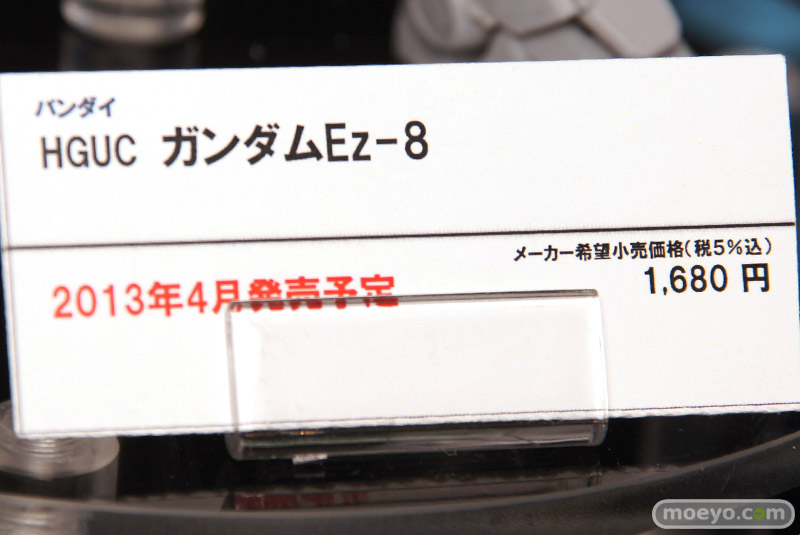 バンダイ
HGUC ガンダムEz-8
メーカー希望小売価格(税5%込)
2013年4月発売予定
1,680 円
moeyo.com